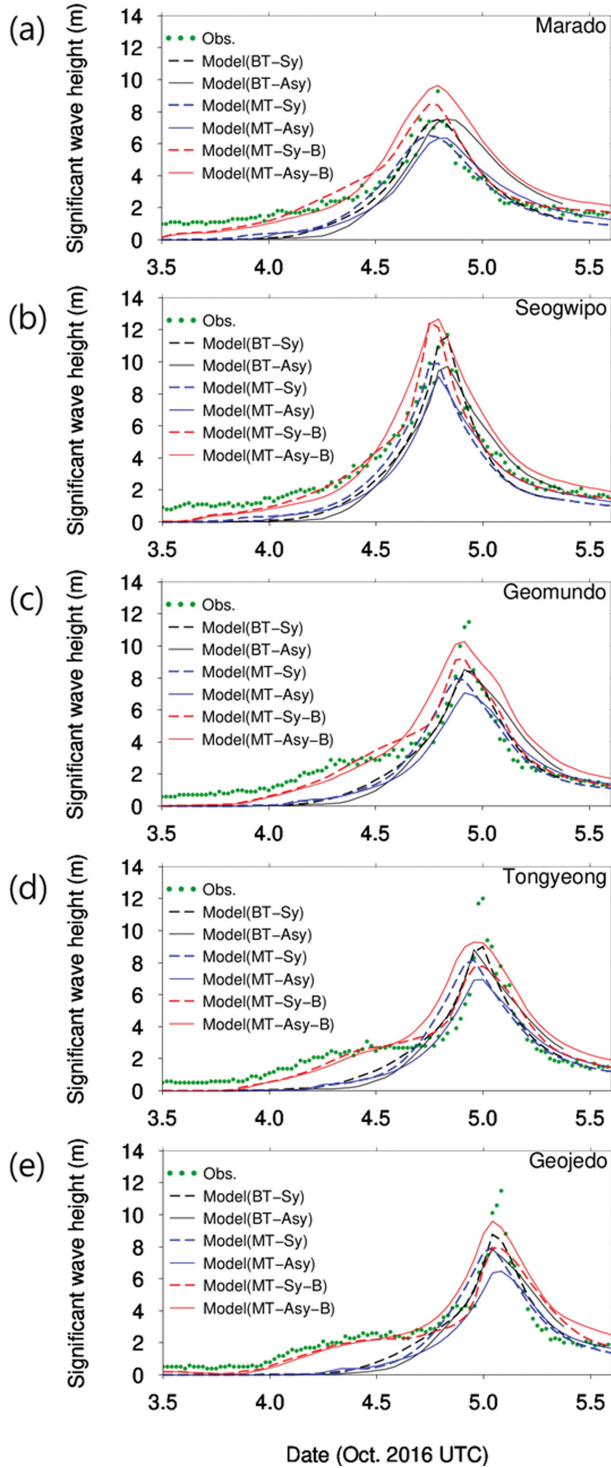 (a)
Marado
Significant wave height (m)
14
12
10
8
6
4
2
0
Obs.
Model(BT-Sy)
Model(BT-Asy)
Model(MT-Sy)
Model(MT-Asy)
Model(MT-Sy-B)
Model(MT-Asy-B)
3.5 4.0 4.5 5.0 5.5
(b)
Seogwipo
Significant wave height (m)
14
12
10
8
6
4
2
0
Obs.
Model(BT-Sy)
Model(BT-Asy)
Model(MT-Sy)
Model(MT-Asy)
Model(MT-Sy-B)
Model(MT-Asy-B)
3.5 4.0 4.5 5.0 5.5
(c)
Geomundo
Significant wave height (m)
14
12
10
8
6
4
2
0
Obs.
Model(BT-Sy)
Model(BT-Asy)
Model(MT-Sy)
Model(MT-Asy)
Model(MT-Sy-B)
Model(MT-Asy-B)
3.5 4.0 4.5 5.0 5.5
(d)
Tongyeong
Significant wave height (m)
14
12
10
8
6
4
2
0
Obs.
Model(BT-Sy)
Model(BT-Asy)
Model(MT-Sy)
Model(MT-Asy)
Model(MT-Sy-B)
Model(MT-Asy-B)
3.5 4.0 4.5 5.0 5.5
(e)
Geojedo
Significant wave height (m)
14
12
10
8
6
4
2
0
Obs.
Model(BT-Sy)
Model(BT-Asy)
Model(MT-Sy)
Model(MT-Asy)
Model(MT-Sy-B)
Model(MT-Asy-B)
3.5 4.0 4.5 5.0 5.5
Date (Oct. 2016 UTC)